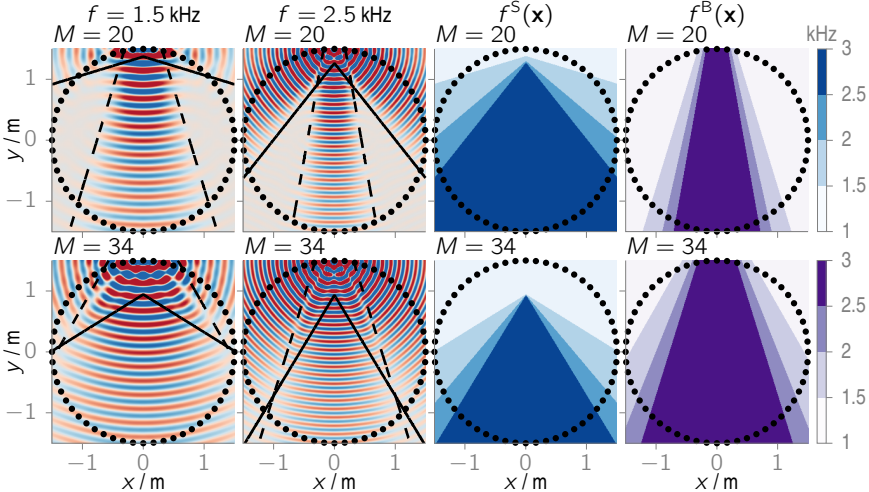 f = 1.5 kHz f = 2.5 kHz f^S(x) f^B(x)
M = 20 M = 20 M = 20 M = 20 kHz
1 0 −1 y / m
3 2.5 2 1.5 1
M = 34 M = 34 M = 34 M = 34
1 0 −1 y / m
3 2.5 2 1.5 1
−1 0 1 −1 0 1 −1 0 1 −1 0 1
x / m x / m x / m x / m